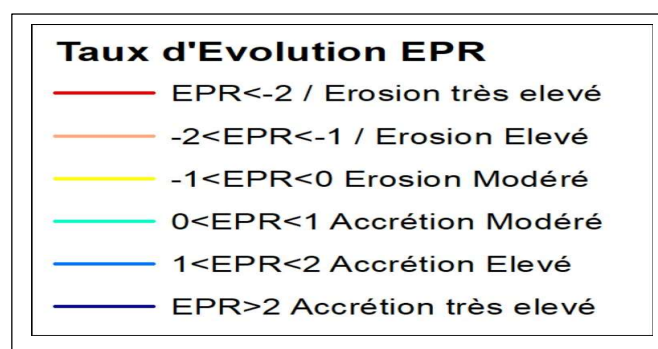 Taux d'Evolution EPR
EPR<-2 / Erosion très elevé
-2<EPR<-1 / Erosion Elevé
-1<EPR<0 Erosion Modéré
0<EPR<1 Accrétion Modéré
1<EPR<2 Accrétion Elevé
EPR>2 Accrétion très elevé